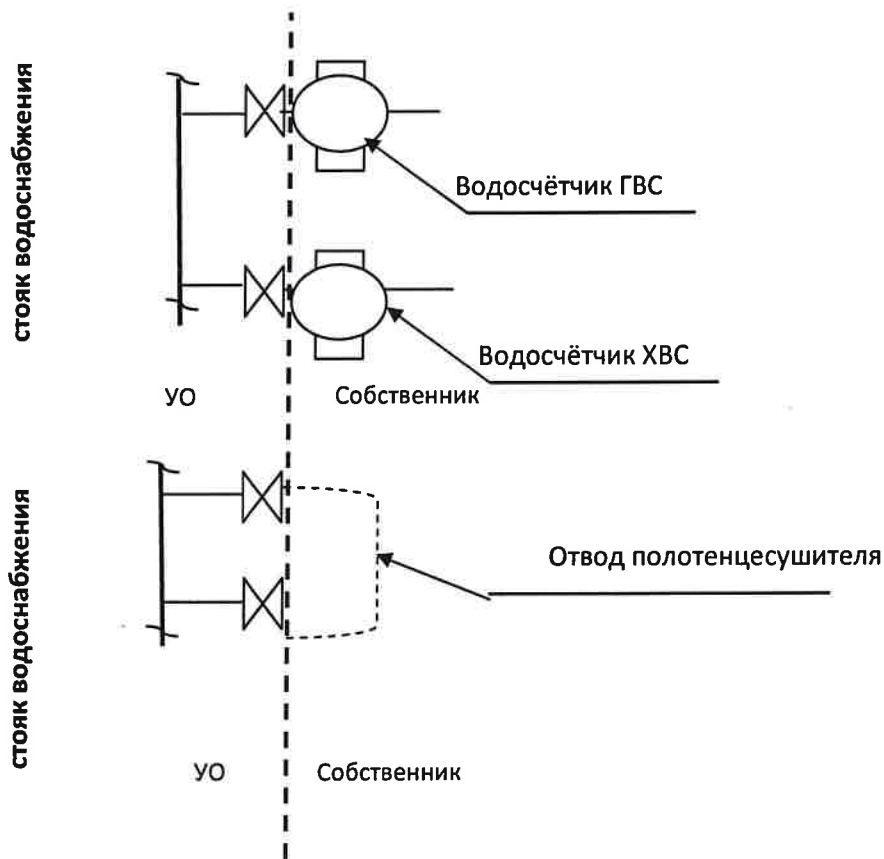 стояк водоснабжения
Водосчётчик ГВС
Водосчётчик ХВС
УО
Собственник
стояк водоснабжения
Отвод полотенцесушителя
УО
Собственник